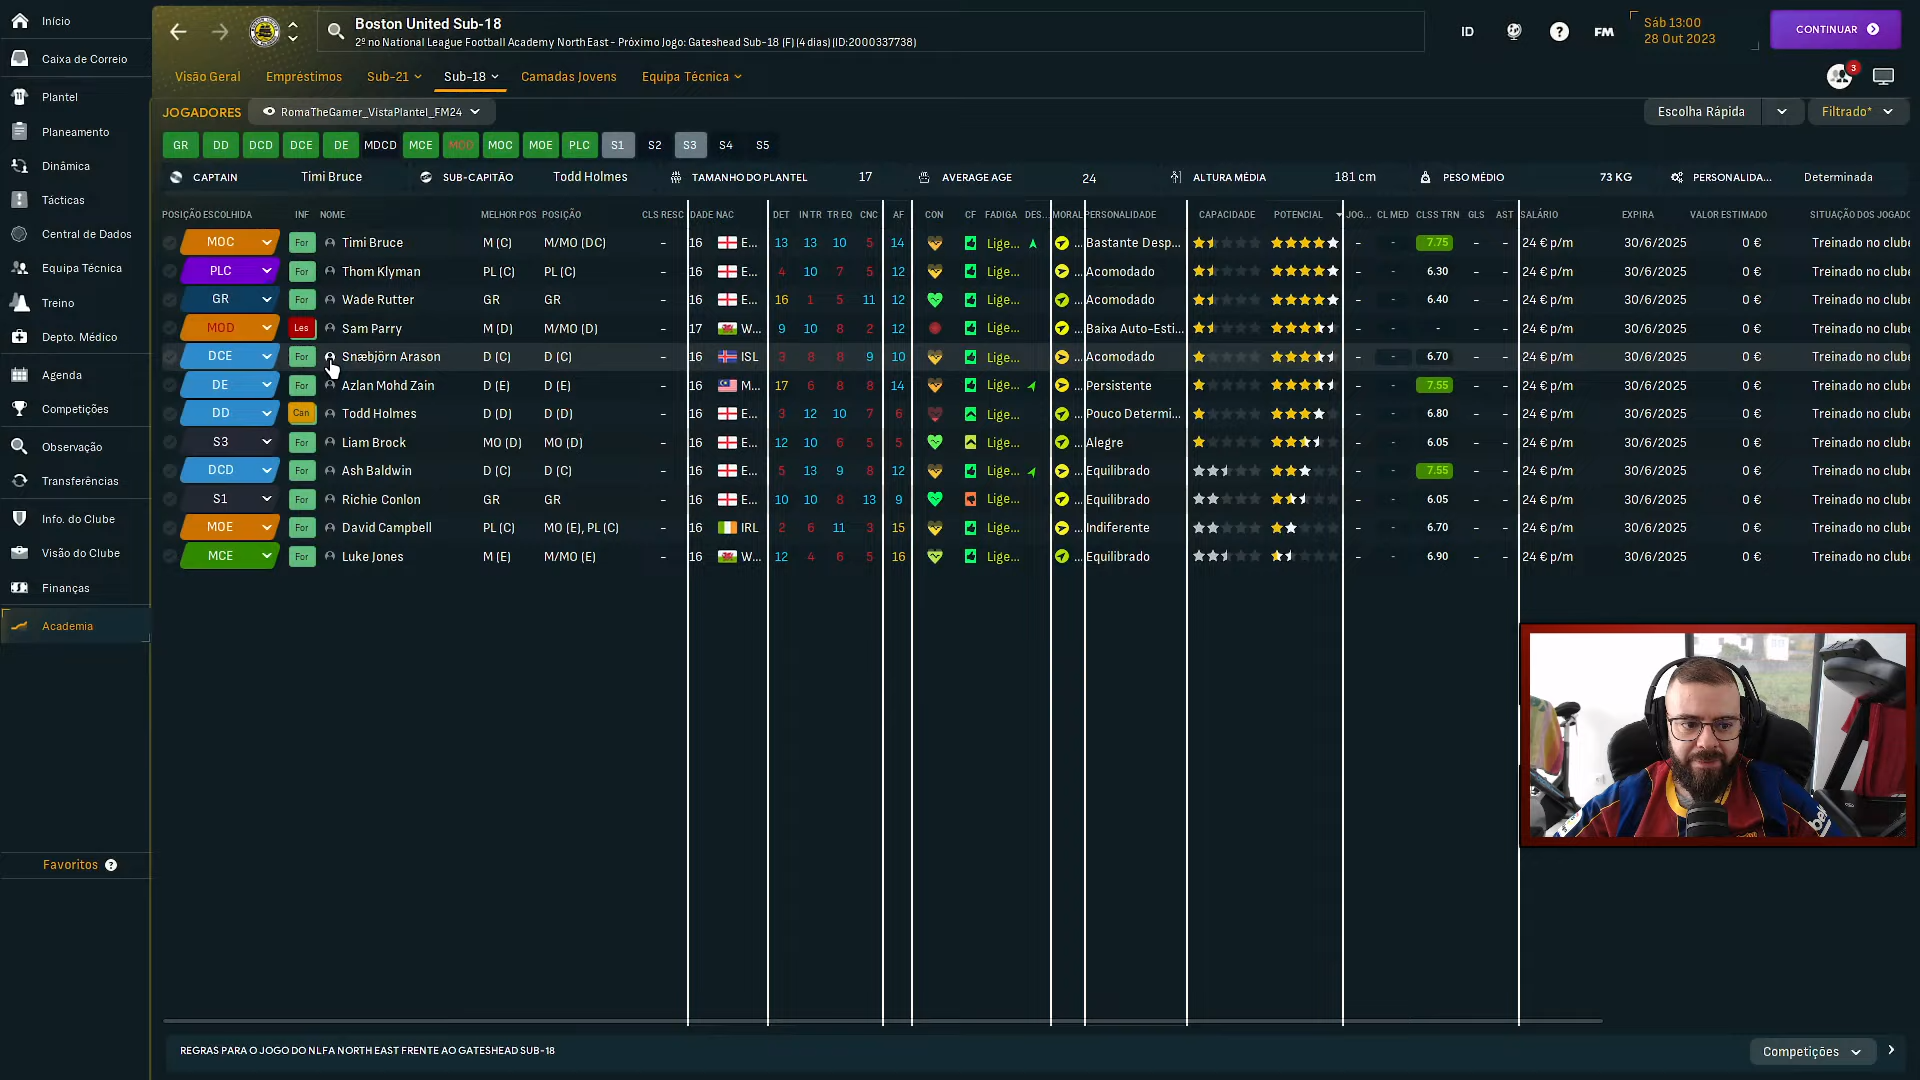 Início
Caixa de Correio
Plantel
Planeamento
Dinâmica
Tácticas
Central de Dados
Equipa Técnica
Treino
Depto. Médico
Agenda
Competições
Observação
Transferências
Info. do Clube
Visão do Clube
Finanças
Academia
Favoritos ?
Boston United Sub-18
2º no National League Football Academy North East - Próximo Jogo: Gateshead Sub-18 (F) (4 dias) (ID:2000337738)
ID ? FM
Sáb 13:00
28 Out 2023
CONTINUAR
Visão Geral Empréstimos Sub-21 Sub-18 Camadas Jovens Equipa Técnica
3
JOGADORES RomaTheGamer_VistaPlantel_FM24 Escolha Rápida Filtrado*
GR DD DCD DCE DE MDCD MCE MOD MOC MOE PLC S1 S2 S3 S4 S5
CAPTAIN Timi Bruce SUB-CAPITÃO Todd Holmes TAMANHO DO PLANTEL 17 AVERAGE AGE 24 ALTURA MÉDIA 181 cm PESO MÉDIO 73 KG PERSONALIDA... Determinada
POSIÇÃO ESCOLHIDA INF NOME MELHOR POS POSIÇÃO CLS RESC DADE NAC DET IN TR TR EQ CNC AF CON CF FADIGA DES... MORAL PERSONALIDADE CAPACIDADE POTENCIAL JOG... CL MED CLSS TRN GLS AST SALÁRIO EXPIRA VALOR ESTIMADO SITUAÇÃO DOS JOGADO
MOC For Timi Bruce M (C) M/MO (DC) - 16 E... 13 13 10 5 14 Lige... ... Bastante Desp... - - 7.75 - - 24 € p/m 30/6/2025 0 € Treinado no clube
PLC For Thom Klyman PL (C) PL (C) - 16 E... 4 10 7 5 12 Lige... ... Acomodado - - 6.30 - - 24 € p/m 30/6/2025 0 € Treinado no clube
GR For Wade Rutter GR GR - 16 E... 16 1 5 11 12 Lige... ... Acomodado - - 6.40 - - 24 € p/m 30/6/2025 0 € Treinado no clube
MOD Les Sam Parry M (D) M/MO (D) - 17 W... 9 10 8 2 12 Lige... ... Baixa Auto-Esti... - - - - - 24 € p/m 30/6/2025 0 € Treinado no clube
DCE For Snæbjörn Arason D (C) D (C) - 16 ISL 3 8 8 9 10 Lige... ... Acomodado - - 6.70 - - 24 € p/m 30/6/2025 0 € Treinado no clube
DE For Azlan Mohd Zain D (E) D (E) - 16 M... 17 6 8 8 14 Lige... ... Persistente - - 7.55 - - 24 € p/m 30/6/2025 0 € Treinado no clube
DD Can Todd Holmes D (D) D (D) - 16 E... 3 12 10 7 6 Lige... ... Pouco Determi... - - 6.80 - - 24 € p/m 30/6/2025 0 € Treinado no clube
S3 For Liam Brock MO (D) MO (D) - 16 E... 12 10 6 5 5 Lige... ... Alegre - - 6.05 - - 24 € p/m 30/6/2025 0 € Treinado no clube
DCD For Ash Baldwin D (C) D (C) - 16 E... 5 13 9 8 12 Lige... ... Equilibrado - - 7.55 - - 24 € p/m 30/6/2025 0 € Treinado no clube
S1 For Richie Conlon GR GR - 16 E... 10 10 8 13 9 Lige... ... Equilibrado - - 6.05 - - 24 € p/m 30/6/2025 0 € Treinado no clube
MOE For David Campbell PL (C) MO (E), PL (C) - 16 IRL 2 6 11 3 15 Lige... ... Indiferente - - 6.70 - - 24 € p/m 30/6/2025 0 € Treinado no clube
MCE For Luke Jones M (E) M/MO (E) - 16 W... 12 4 6 5 16 Lige... ... Equilibrado - - 6.90 - - 24 € p/m 30/6/2025 0 € Treinado no clube
REGRAS PARA O JOGO DO NLFA NORTH EAST FRENTE AO GATESHEAD SUB-18
Competições